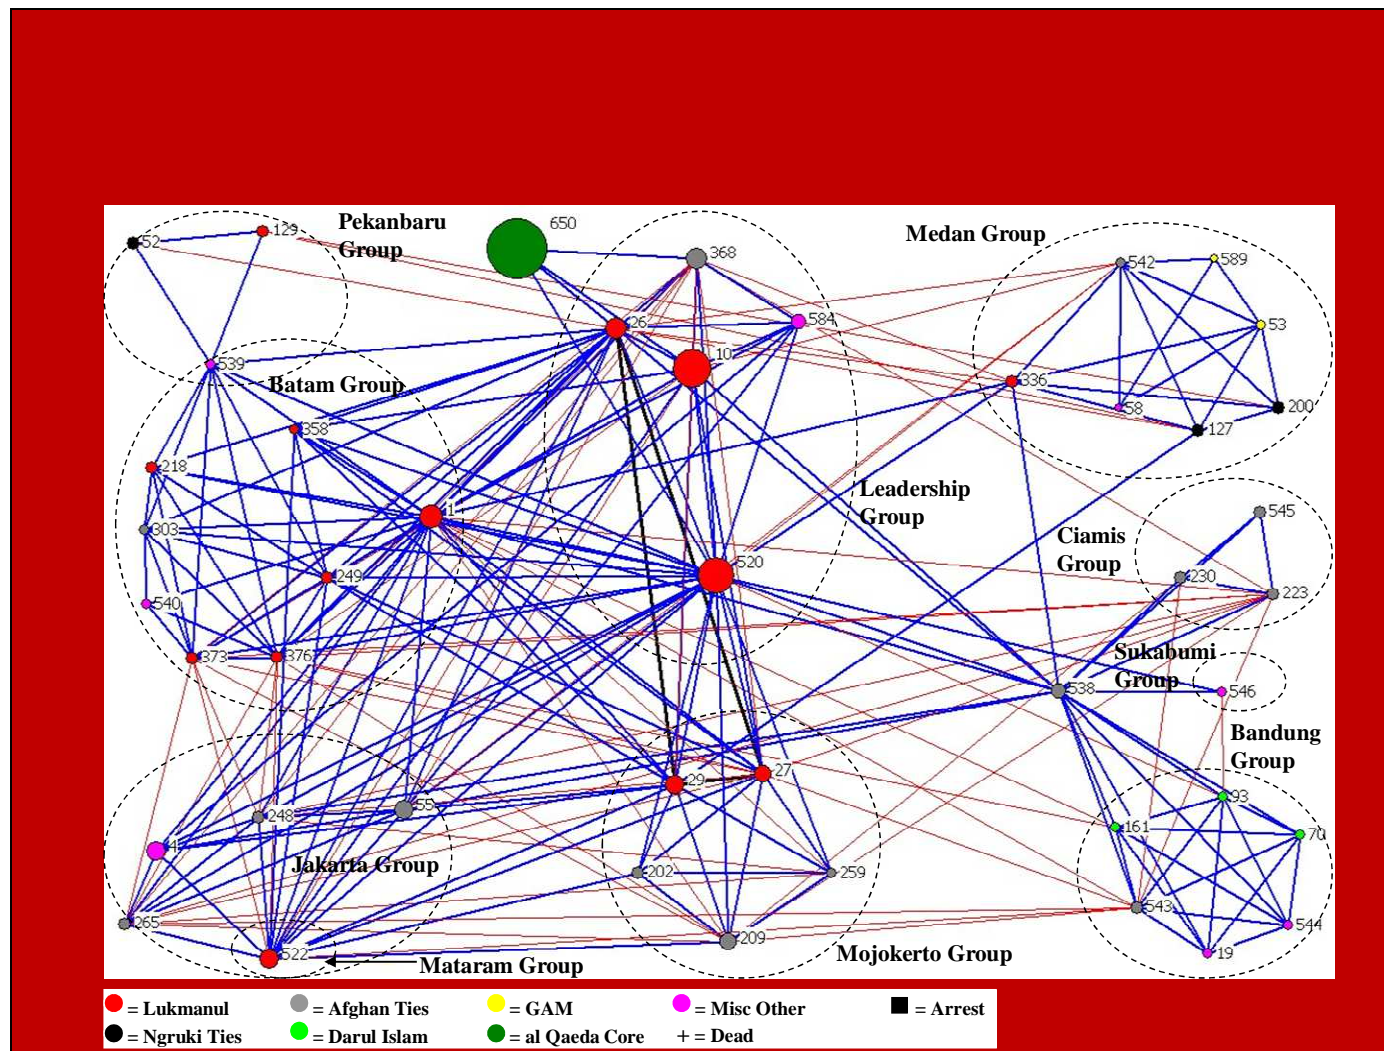 Pekanbaru
Group
650
Medan Group
52
129
368
542
589
26
584
53
10
539
Batam Group
336
58
200
127
358
218
Leadership
Group
1
303
545
Ciamis
Group
520
249
230
223
540
373
376
Sukabumi
Group
538
546
Bandung
Group
29
27
93
55
248
161
70
4
Jakarta Group
202
259
265
543
544
209
522
19
Mojokerto Group
Mataram Group
= Lukmanul
= Afghan Ties
= GAM
= Misc Other
= Arrest
= Ngruki Ties
= Darul Islam
= al Qaeda Core
+ = Dead